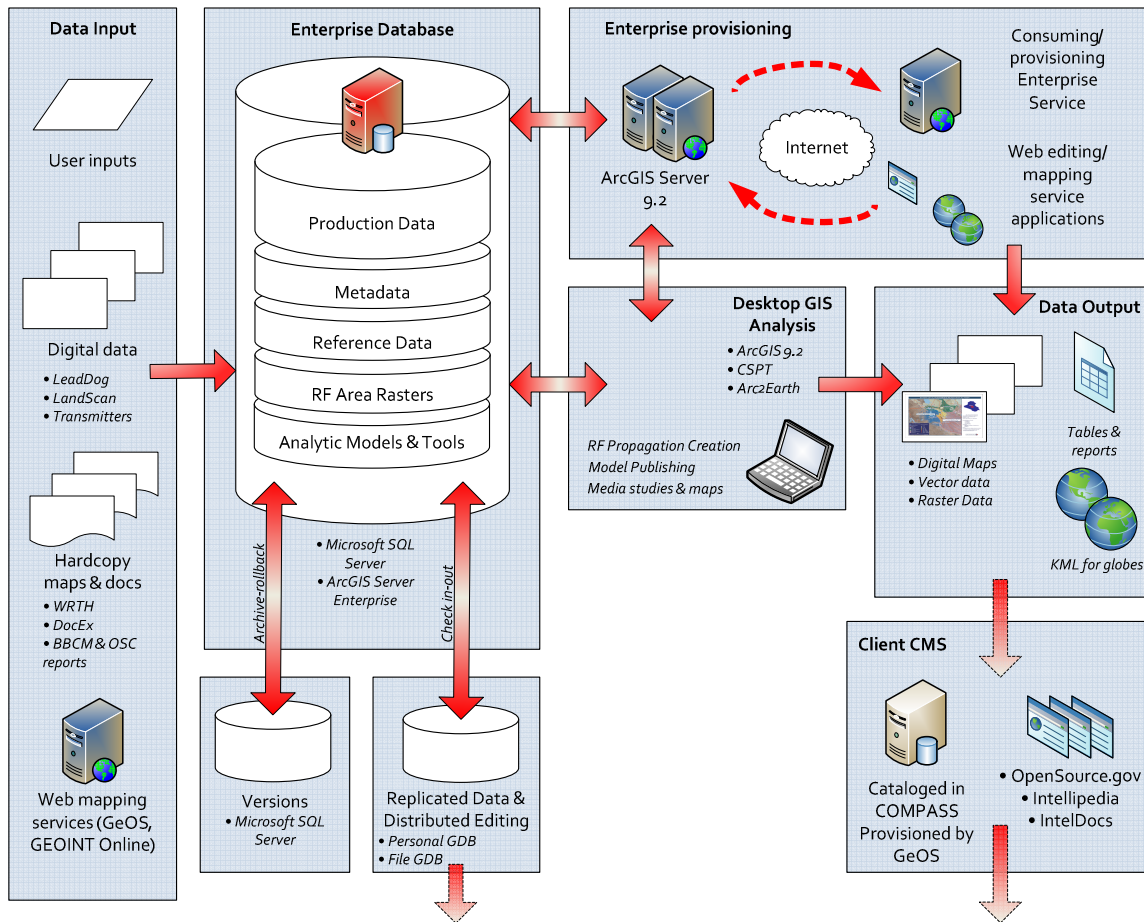 Data Input
User inputs
Digital data
• LeadDog
• LandScan
• Transmitters
Hardcopy
maps & docs
• WRTH
• DocEx
• BBCM & OSC
reports
Web mapping
services (GeOS,
GEOINT Online)
Enterprise Database
Production Data
Metadata
Reference Data
RF Area Rasters
Analytic Models & Tools
• Microsoft SQL
Server
• ArcGIS Server
Enterprise
Archive-rollback
Check in-out
Versions
• Microsoft SQL
Server
Replicated Data &
Distributed Editing
• Personal GDB
• File GDB
Enterprise provisioning
ArcGIS Server
9.2
Internet
Consuming/
provisioning
Enterprise
Service
Web editing/
mapping
service
applications
Desktop GIS
Analysis
• ArcGIS 9.2
• CSPT
• Arc2Earth
RF Propagation Creation
Model Publishing
Media studies & maps
Data Output
Tables &
reports
• Digital Maps
• Vector data
• Raster Data
KML for globes
Client CMS
Cataloged in
COMPASS
Provisioned by
GeOS
• OpenSource.gov
• Intellipedia
• IntelDocs